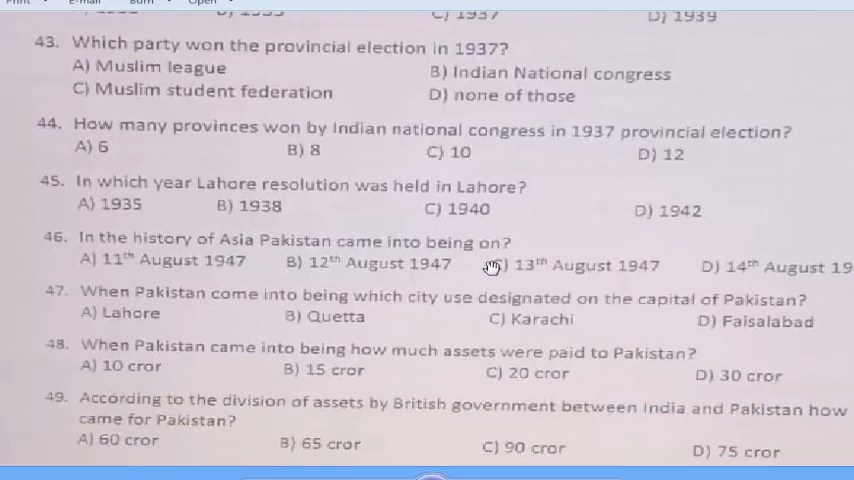 Print E-mail Burn Open
C) 1937 D) 1939
43. Which party won the provincial election in 1937?
A) Muslim league B) Indian National congress
C) Muslim student federation D) none of those
44. How many provinces won by Indian national congress in 1937 provincial election?
A) 6 B) 8 C) 10 D) 12
45. In which year Lahore resolution was held in Lahore?
A) 1935 B) 1938 C) 1940 D) 1942
46. In the history of Asia Pakistan came into being on?
A) 11th August 1947 B) 12th August 1947 C) 13th August 1947 D) 14th August 19
47. When Pakistan come into being which city use designated on the capital of Pakistan?
A) Lahore B) Quetta C) Karachi D) Faisalabad
48. When Pakistan came into being how much assets were paid to Pakistan?
A) 10 cror B) 15 cror C) 20 cror D) 30 cror
49. According to the division of assets by British government between India and Pakistan how
came for Pakistan?
A) 60 cror B) 65 cror C) 90 cror D) 75 cror